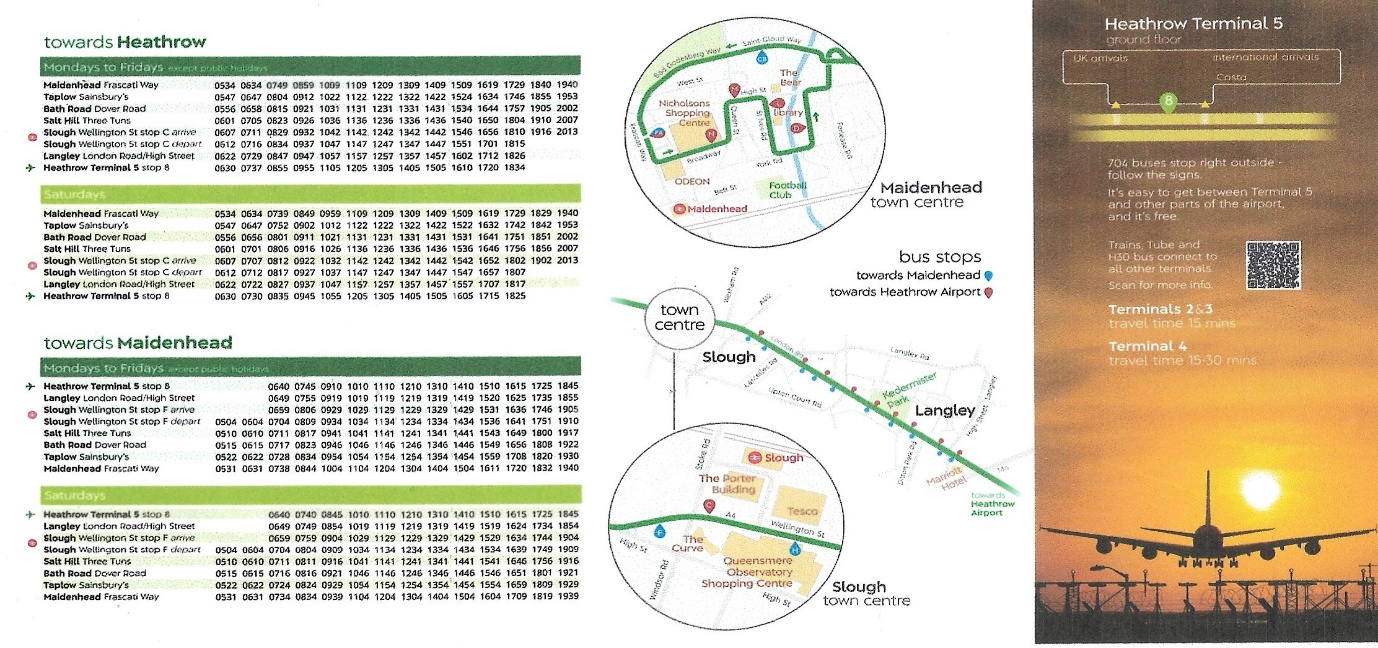 towards Heathrow
Mondays to Fridays except public holidays
Maidenhead Frascati Way 0534 0634 0749 0859 1009 1109 1209 1309 1409 1509 1619 1729 1840 1940
Taplow Sainsbury's 0547 0647 0804 0912 1022 1122 1222 1322 1422 1524 1634 1746 1855 1953
Bath Road Dover Road 0556 0658 0815 0921 1031 1131 1231 1331 1431 1534 1644 1757 1905 2002
Salt Hill Three Tuns 0601 0705 0823 0926 1036 1136 1236 1336 1436 1540 1650 1804 1910 2007
Slough Wellington St stop C arrive 0607 0711 0829 0932 1042 1142 1242 1342 1442 1546 1656 1810 1916 2013
Slough Wellington St stop C depart 0612 0716 0834 0937 1047 1147 1247 1347 1447 1551 1701 1815
Langley London Road/High Street 0622 0729 0847 0947 1057 1157 1257 1357 1457 1602 1712 1826
Heathrow Terminal 5 stop 8 0630 0737 0855 0955 1105 1205 1305 1405 1505 1610 1720 1834
Saturdays
Maidenhead Frascati Way 0534 0634 0739 0849 0959 1109 1209 1309 1409 1509 1619 1729 1829 1940
Taplow Sainsbury's 0547 0647 0752 0902 1012 1122 1222 1322 1422 1522 1632 1742 1842 1953
Bath Road Dover Road 0556 0656 0801 0911 1021 1131 1231 1331 1431 1531 1641 1751 1851 2002
Salt Hill Three Tuns 0601 0701 0806 0916 1026 1136 1236 1336 1436 1536 1646 1756 1856 2007
Slough Wellington St stop C arrive 0607 0707 0812 0922 1032 1142 1242 1342 1442 1542 1652 1802 1902 2013
Slough Wellington St stop C depart 0612 0712 0817 0927 1037 1147 1247 1347 1447 1547 1657 1807
Langley London Road/High Street 0622 0722 0827 0937 1047 1157 1257 1357 1457 1557 1707 1817
Heathrow Terminal 5 stop 8 0630 0730 0835 0945 1055 1205 1305 1405 1505 1605 1715 1825
towards Maidenhead
Mondays to Fridays except public holidays
Heathrow Terminal 5 stop 8 0640 0745 0910 1010 1110 1210 1310 1410 1510 1615 1725 1845
Langley London Road/High Street 0649 0755 0919 1019 1119 1219 1319 1419 1520 1625 1735 1855
Slough Wellington St stop F arrive 0659 0806 0929 1029 1129 1229 1329 1429 1531 1636 1746 1905
Slough Wellington St stop F depart 0504 0604 0704 0809 0934 1034 1134 1234 1334 1434 1536 1641 1751 1910
Salt Hill Three Tuns 0510 0610 0711 0817 0941 1041 1141 1241 1341 1441 1543 1649 1800 1917
Bath Road Dover Road 0515 0615 0717 0823 0946 1046 1146 1246 1346 1446 1549 1656 1808 1922
Taplow Sainsbury's 0522 0622 0728 0834 0954 1054 1154 1254 1354 1454 1559 1708 1820 1930
Maidenhead Frascati Way 0531 0631 0738 0844 1004 1104 1204 1304 1404 1504 1611 1720 1832 1940
Saturdays
Heathrow Terminal 5 stop 8 0640 0740 0845 1010 1110 1210 1310 1410 1510 1615 1725 1845
Langley London Road/High Street 0649 0749 0854 1019 1119 1219 1319 1419 1519 1624 1734 1854
Slough Wellington St stop F arrive 0659 0759 0904 1029 1129 1229 1329 1429 1529 1634 1744 1904
Slough Wellington St stop F depart 0504 0604 0704 0804 0909 1034 1134 1234 1334 1434 1534 1639 1749 1909
Salt Hill Three Tuns 0510 0610 0711 0811 0916 1041 1141 1241 1341 1441 1541 1646 1756 1916
Bath Road Dover Road 0515 0615 0716 0816 0921 1046 1146 1246 1346 1446 1546 1651 1801 1921
Taplow Sainsbury's 0522 0622 0724 0824 0929 1054 1154 1254 1354 1454 1554 1659 1809 1929
Maidenhead Frascati Way 0531 0631 0734 0834 0939 1104 1204 1304 1404 1504 1604 1709 1819 1939
Saint-Cloud Way
Bad Godesberg Way
CB
West St
The
Bear
M
High St
Nicholsons
Shopping
Centre
library
Queen St
St Ives Rd
Forlease Rd
N
D
Frascati Way
Broadway
York Rd
ODEON
Bell St
Football
Club
Maidenhead
Maidenhead
town centre
bus stops
towards Maidenhead
towards Heathrow Airport
Wexham Rd
A412
town
centre
Slough
London Rd
Langley Rd
Lascelles Rd
Upton Court Rd
Kedermister
Park
Langley
High Street Langley
Ditton Park Rd
Marriott
Hotel
M4
towards
Heathrow
Airport
Stoke Rd
Slough
The Porter
Building
Tesco
C
A4
Wellington St
F
High St
The
Curve
H
Queensmere
Observatory
Shopping Centre
Windsor Rd
High St
Slough
town centre
Heathrow Terminal 5
ground floor
UK arrivals
international arrivals
Costa
8
704 buses stop right outside -
follow the signs.
It's easy to get between Terminal 5
and other parts of the airport,
and it's free.
Trains, Tube and
H30 bus connect to
all other terminals.
Scan for more info.
Terminals 2&3
travel time 15 mins
Terminal 4
travel time 15-30 mins